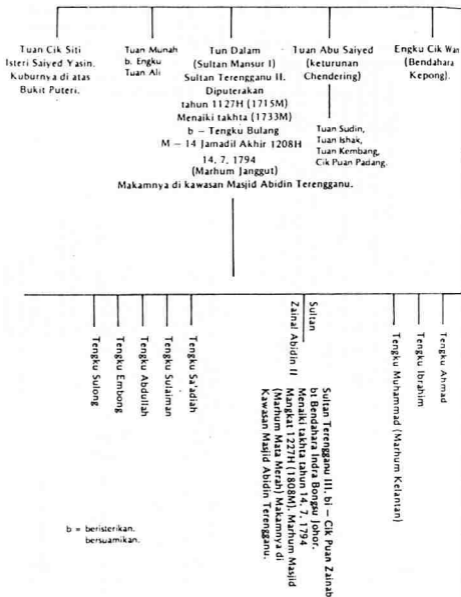 Tuan Cik Siti
Isteri Saiyed Yasin.
Kuburnya di atas
Bukit Puteri.
Tuan Munah
b. Engku
Tuan Ali
Tun Dalam
(Sultan Mansur I)
Sultan Terengganu II.
Diputerakan
tahun 1127H (1715M)
Menaiki takhta (1733M)
b – Tengku Bulang
M – 14 Jamadil Akhir 1208H
14. 7. 1794
(Marhum Janggut)
Makamnya di kawasan Masjid Abidin Terengganu.
Tuan Abu Saiyed
(keturunan
Chendering)
Tuan Sudin,
Tuan Ishak,
Tuan Kembang,
Cik Puan Padang.
Engku Cik Wan
(Bendahara
Kepong).
Tengku Sulong
Tengku Embong
Tengku Abdullah
Tengku Sulaiman
Tengku Sa'adiah
Sultan
Zainal Abidin II
Sultan Terengganu III. bi – Cik Puan Zainab
bt Bendahara Indra Bongsu Johor.
Menaiki takhta tahun 14. 7. 1794
Mangkat 1227H (1808M). Marhum Masjid
(Marhum Mata Merah) Makamnya di
Kawasan Masjid Abidin Terengganu.
Tengku Muhammad (Marhum Kelantan)
Tengku Ibrahim
Tengku Ahmad
b = beristerikan.
bersuamikan.